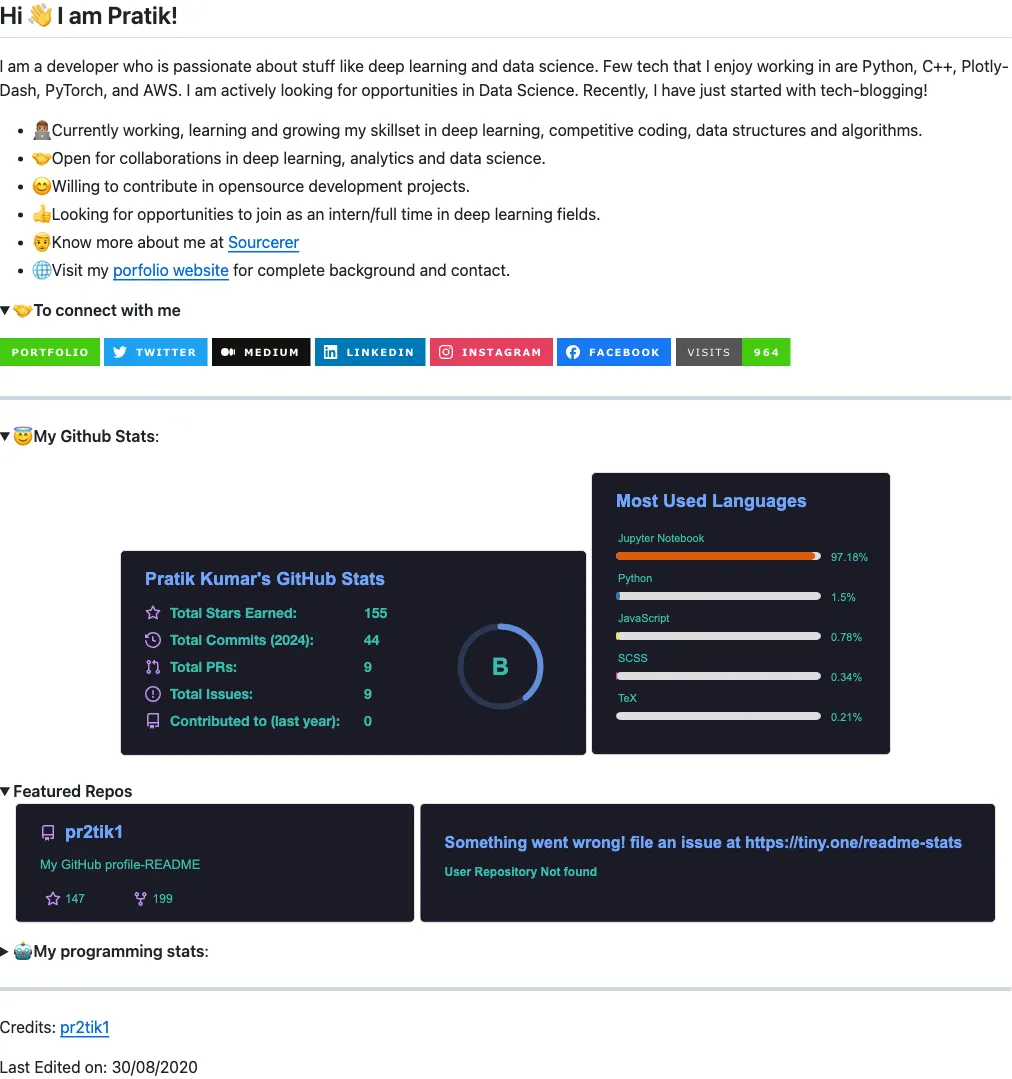 Hi 👋 I am Pratik!
I am a developer who is passionate about stuff like deep learning and data science. Few tech that I enjoy working in are Python, C++, Plotly-
Dash, PyTorch, and AWS. I am actively looking for opportunities in Data Science. Recently, I have just started with tech-blogging!
• 👨🏽‍💻Currently working, learning and growing my skillset in deep learning, competitive coding, data structures and algorithms.
• 🤝Open for collaborations in deep learning, analytics and data science.
• 😊Willing to contribute in opensource development projects.
• 👍Looking for opportunities to join as an intern/full time in deep learning fields.
• 👨Know more about me at Sourcerer
• 🌐Visit my porfolio website for complete background and contact.
▼🤝To connect with me
PORTFOLIO TWITTER MEDIUM LINKEDIN INSTAGRAM FACEBOOK VISITS 964
▼😇My Github Stats:
Pratik Kumar's GitHub Stats
Total Stars Earned: 155
Total Commits (2024): 44
Total PRs: 9
Total Issues: 9
Contributed to (last year): 0
B
Most Used Languages
Jupyter Notebook
97.18%
Python
1.5%
JavaScript
0.78%
SCSS
0.34%
TeX
0.21%
▼Featured Repos
pr2tik1
My GitHub profile-README
147 199
Something went wrong! file an issue at https://tiny.one/readme-stats
User Repository Not found
▶🤖My programming stats:
Credits: pr2tik1
Last Edited on: 30/08/2020